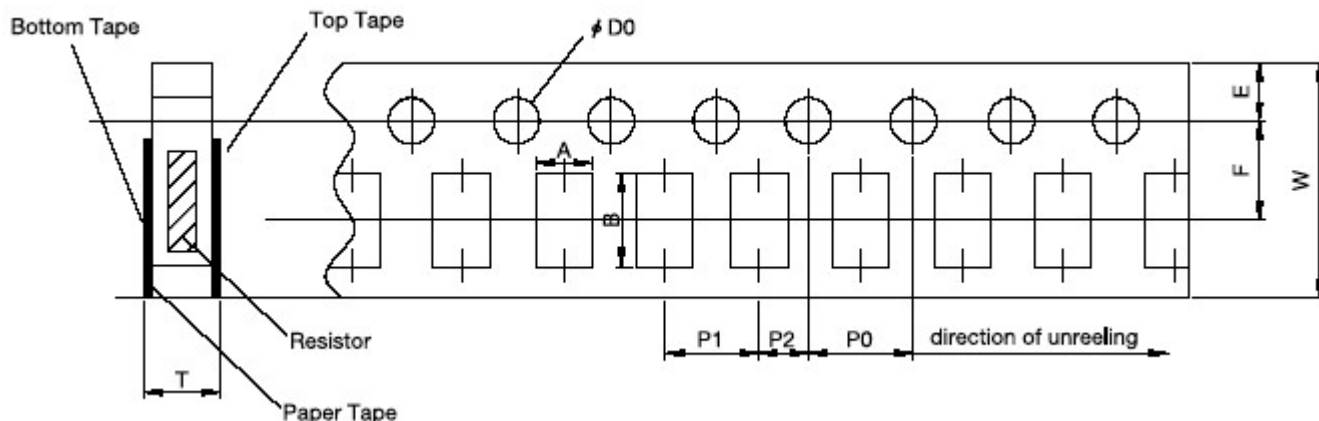 Bottom Tape
Top Tape
ϕ D0
E
A
F
W
B
Resistor
P1
P2
P0
direction of unreeling
T
Paper Tape